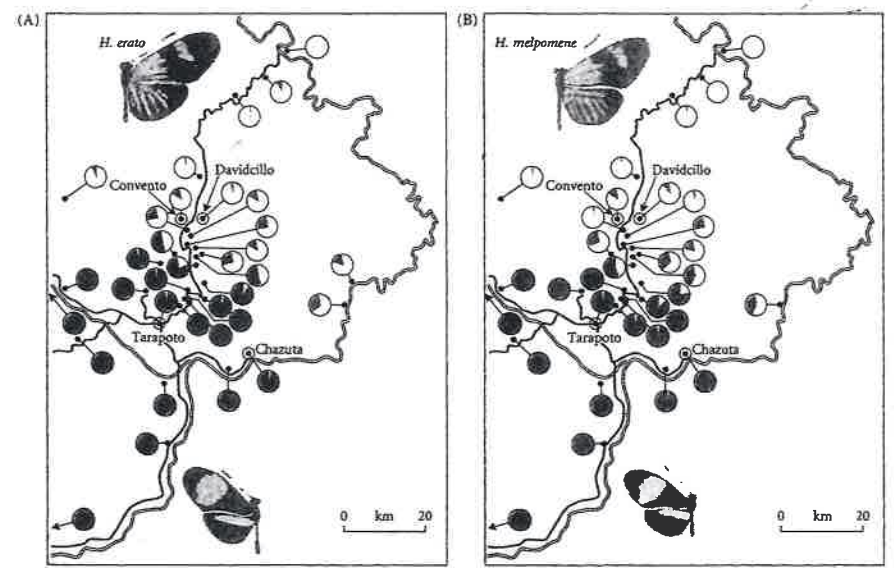 (A)
H. erato
Convento
Davidcillo
Tarapoto
Chazuta
0 km 20
(B)
H. melpomene
Convento
Davidcillo
Tarapoto
Chazuta
0 km 20